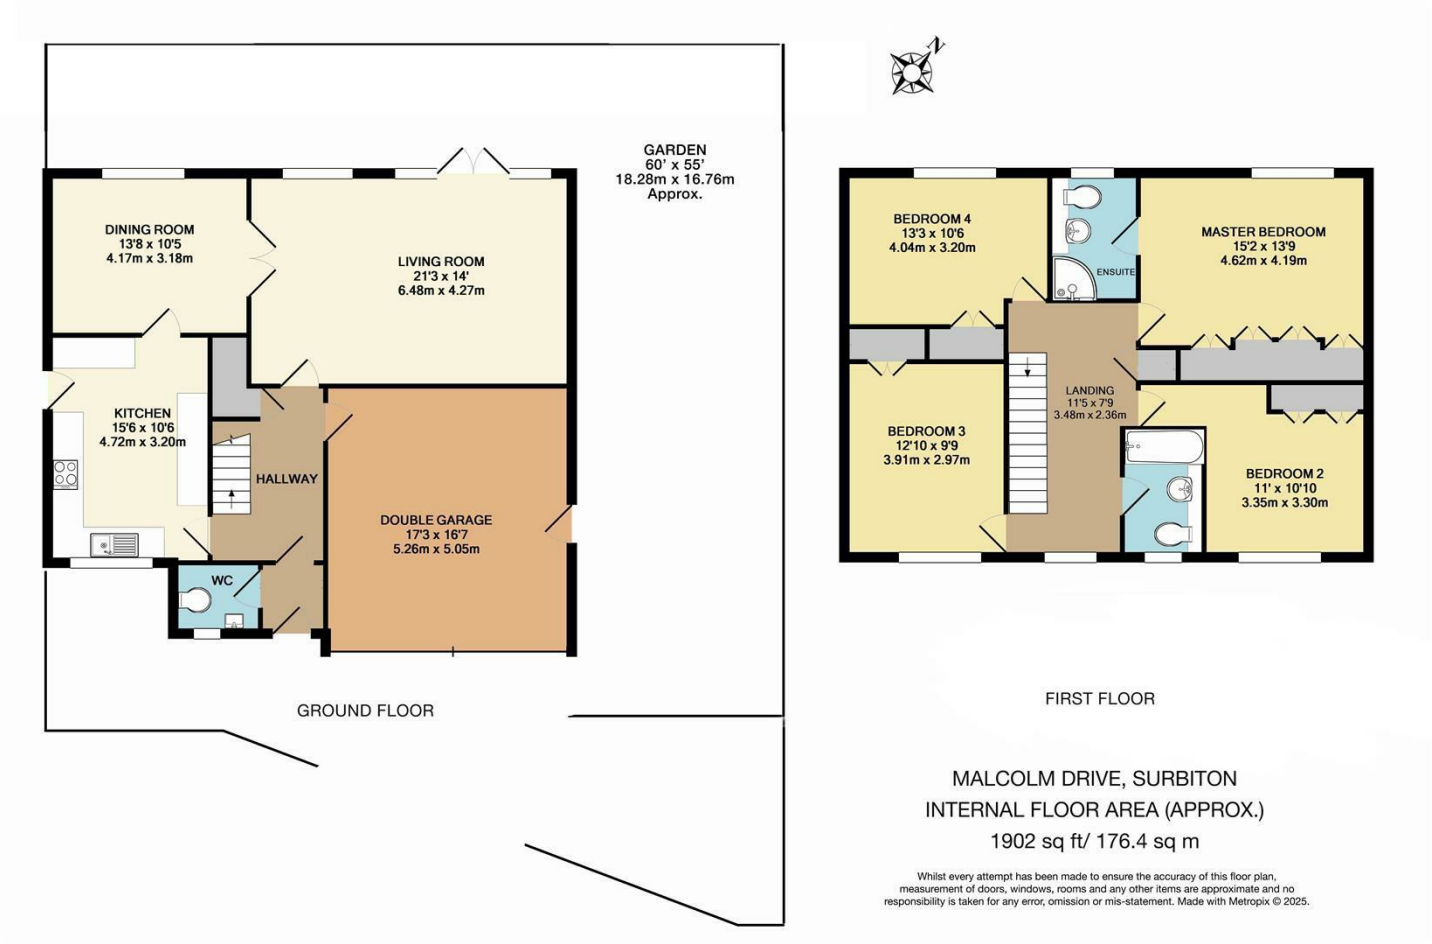 N
GARDEN
60' x 55'
18.28m x 16.76m
Approx.
DINING ROOM
13'8 x 10'5
4.17m x 3.18m
LIVING ROOM
21'3 x 14'
6.48m x 4.27m
KITCHEN
15'6 x 10'6
4.72m x 3.20m
HALLWAY
DOUBLE GARAGE
17'3 x 16'7
5.26m x 5.05m
WC
GROUND FLOOR
BEDROOM 4
13'3 x 10'6
4.04m x 3.20m
ENSUITE
MASTER BEDROOM
15'2 x 13'9
4.62m x 4.19m
LANDING
11'5 x 7'9
3.48m x 2.36m
BEDROOM 3
12'10 x 9'9
3.91m x 2.97m
BEDROOM 2
11' x 10'10
3.35m x 3.30m
FIRST FLOOR
MALCOLM DRIVE, SURBITON
INTERNAL FLOOR AREA (APPROX.)
1902 sq ft/ 176.4 sq m
Whilst every attempt has been made to ensure the accuracy of this floor plan,
measurement of doors, windows, rooms and any other items are approximate and no
responsibility is taken for any error, omission or mis-statement. Made with Metropix © 2025.